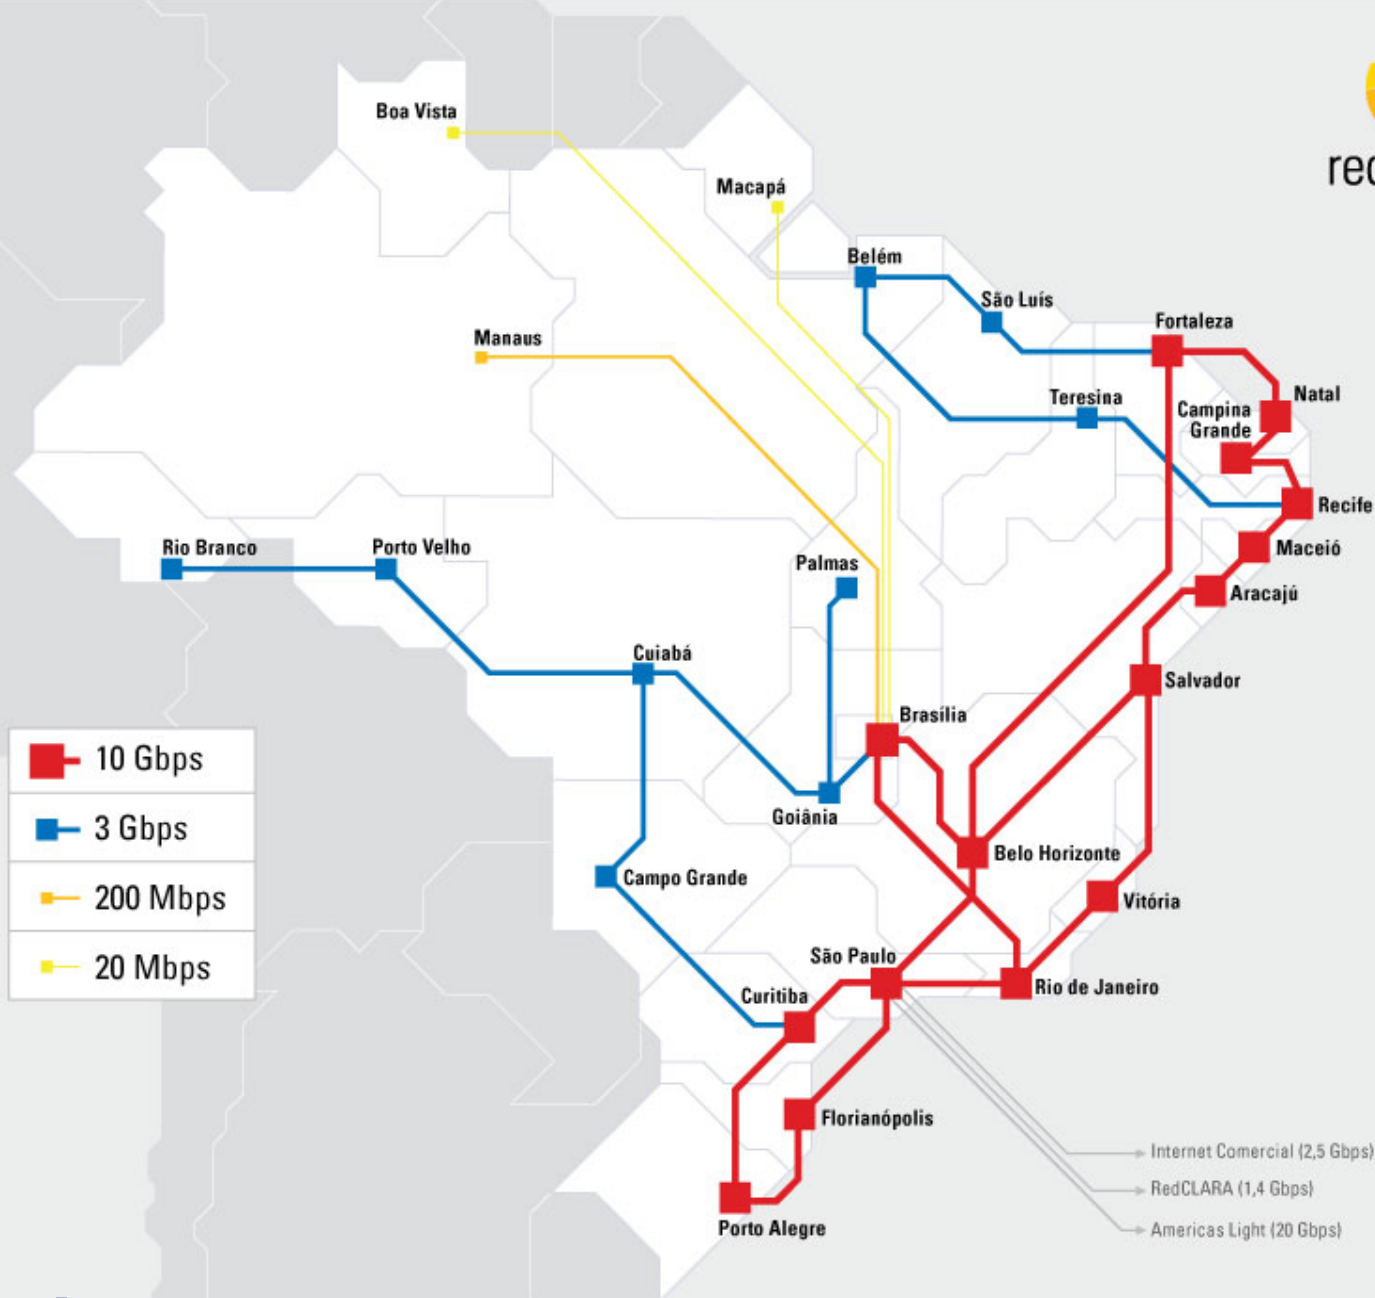 Boa Vista
Macapá
Belém
São Luís
Fortaleza
Manaus
Teresina
Natal
Campina
Grande
Recife
Rio Branco
Porto Velho
Palmas
Maceió
Aracajú
Cuiabá
Salvador
Brasília
10 Gbps
3 Gbps
200 Mbps
20 Mbps
Goiânia
Belo Horizonte
Campo Grande
Vitória
São Paulo
Curitiba
Rio de Janeiro
Florianópolis
Porto Alegre
Internet Comercial (2,5 Gbps)
RedCLARA (1,4 Gbps)
Americas Light (20 Gbps)